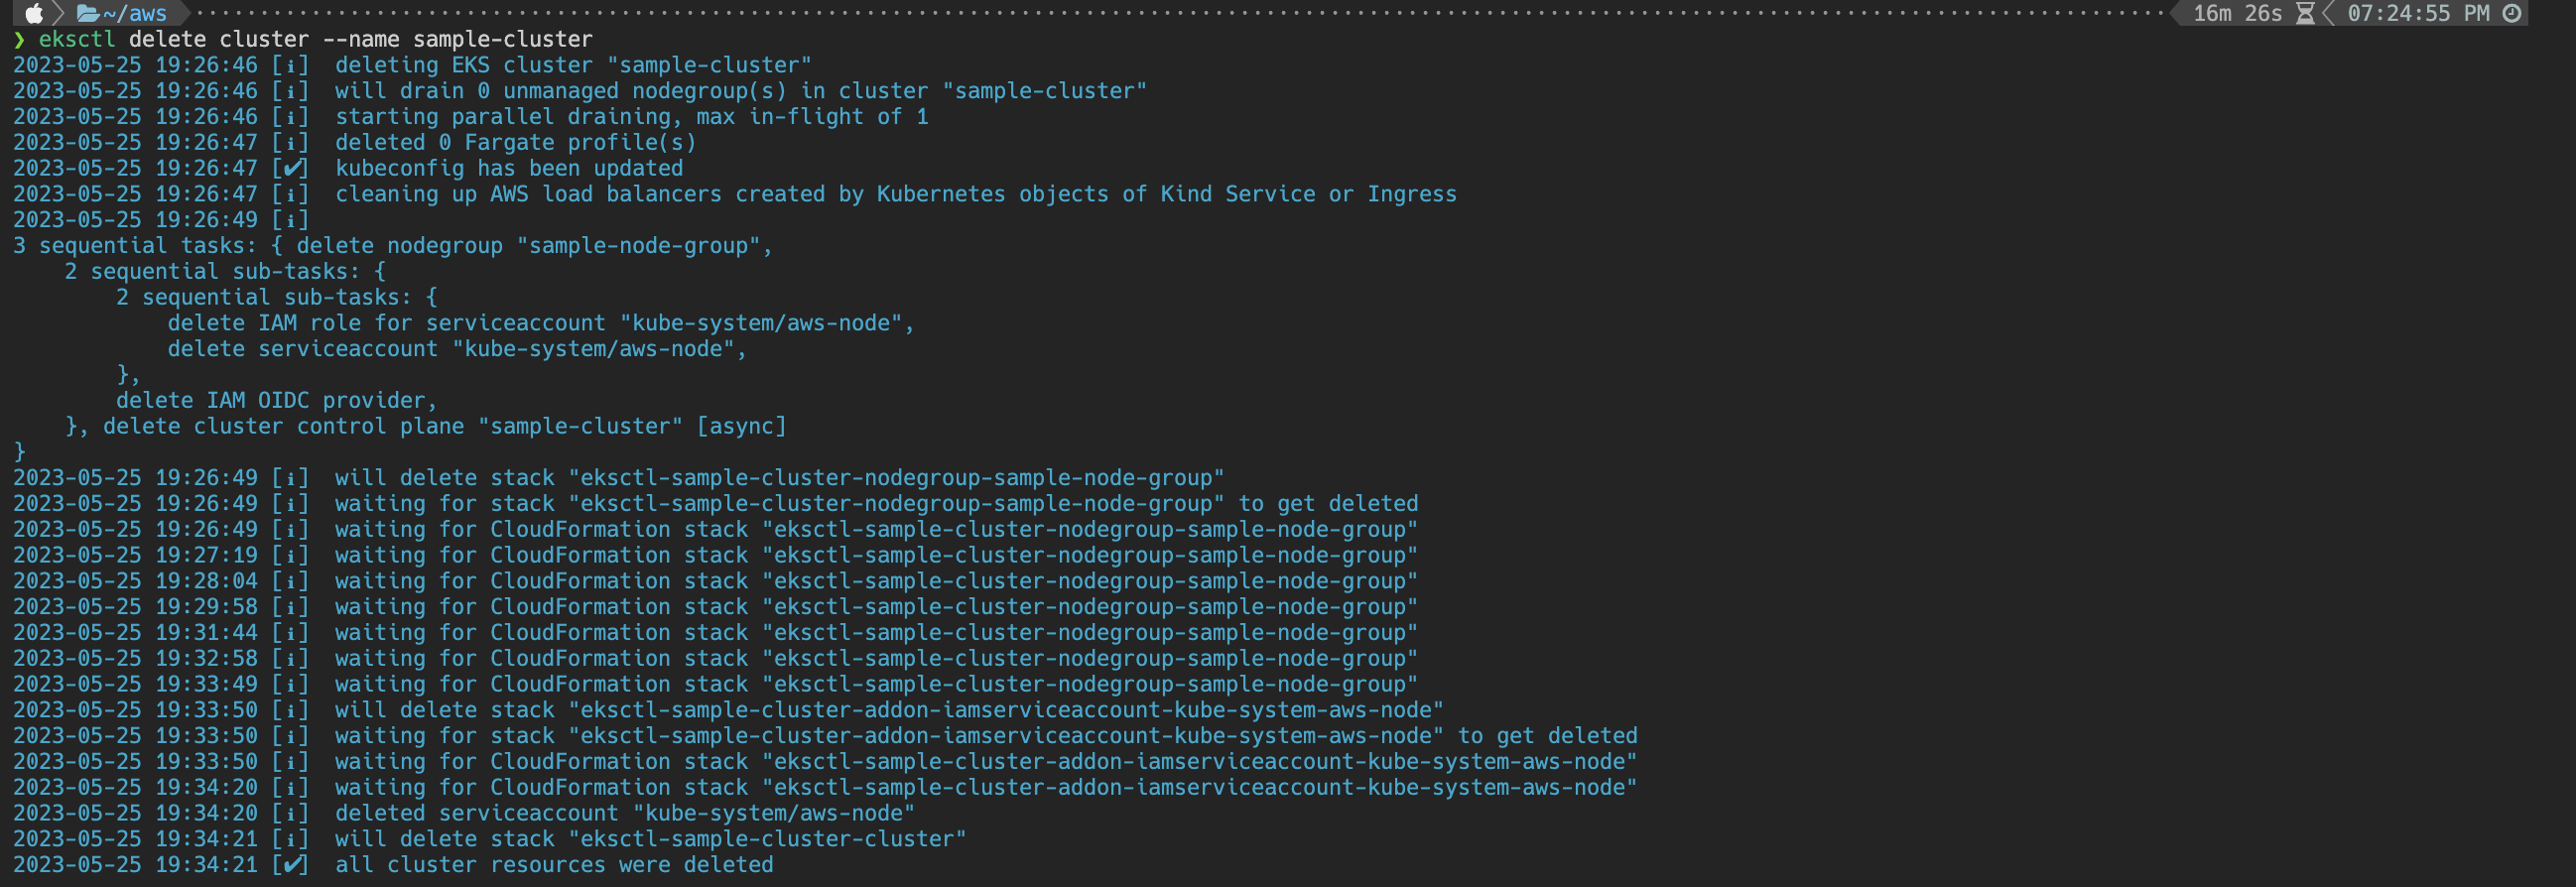 ~/aws 16m 26s 07:24:55 PM
❯ eksctl delete cluster --name sample-cluster
2023-05-25 19:26:46 [ℹ]  deleting EKS cluster "sample-cluster"
2023-05-25 19:26:46 [ℹ]  will drain 0 unmanaged nodegroup(s) in cluster "sample-cluster"
2023-05-25 19:26:46 [ℹ]  starting parallel draining, max in-flight of 1
2023-05-25 19:26:47 [ℹ]  deleted 0 Fargate profile(s)
2023-05-25 19:26:47 [✔]  kubeconfig has been updated
2023-05-25 19:26:47 [ℹ]  cleaning up AWS load balancers created by Kubernetes objects of Kind Service or Ingress
2023-05-25 19:26:49 [ℹ]
3 sequential tasks: { delete nodegroup "sample-node-group",
    2 sequential sub-tasks: {
        2 sequential sub-tasks: {
            delete IAM role for serviceaccount "kube-system/aws-node",
            delete serviceaccount "kube-system/aws-node",
        },
        delete IAM OIDC provider,
    }, delete cluster control plane "sample-cluster" [async]
}
2023-05-25 19:26:49 [ℹ]  will delete stack "eksctl-sample-cluster-nodegroup-sample-node-group"
2023-05-25 19:26:49 [ℹ]  waiting for stack "eksctl-sample-cluster-nodegroup-sample-node-group" to get deleted
2023-05-25 19:26:49 [ℹ]  waiting for CloudFormation stack "eksctl-sample-cluster-nodegroup-sample-node-group"
2023-05-25 19:27:19 [ℹ]  waiting for CloudFormation stack "eksctl-sample-cluster-nodegroup-sample-node-group"
2023-05-25 19:28:04 [ℹ]  waiting for CloudFormation stack "eksctl-sample-cluster-nodegroup-sample-node-group"
2023-05-25 19:29:58 [ℹ]  waiting for CloudFormation stack "eksctl-sample-cluster-nodegroup-sample-node-group"
2023-05-25 19:31:44 [ℹ]  waiting for CloudFormation stack "eksctl-sample-cluster-nodegroup-sample-node-group"
2023-05-25 19:32:58 [ℹ]  waiting for CloudFormation stack "eksctl-sample-cluster-nodegroup-sample-node-group"
2023-05-25 19:33:49 [ℹ]  waiting for CloudFormation stack "eksctl-sample-cluster-nodegroup-sample-node-group"
2023-05-25 19:33:50 [ℹ]  will delete stack "eksctl-sample-cluster-addon-iamserviceaccount-kube-system-aws-node"
2023-05-25 19:33:50 [ℹ]  waiting for stack "eksctl-sample-cluster-addon-iamserviceaccount-kube-system-aws-node" to get deleted
2023-05-25 19:33:50 [ℹ]  waiting for CloudFormation stack "eksctl-sample-cluster-addon-iamserviceaccount-kube-system-aws-node"
2023-05-25 19:34:20 [ℹ]  waiting for CloudFormation stack "eksctl-sample-cluster-addon-iamserviceaccount-kube-system-aws-node"
2023-05-25 19:34:20 [ℹ]  deleted serviceaccount "kube-system/aws-node"
2023-05-25 19:34:21 [ℹ]  will delete stack "eksctl-sample-cluster-cluster"
2023-05-25 19:34:21 [✔]  all cluster resources were deleted